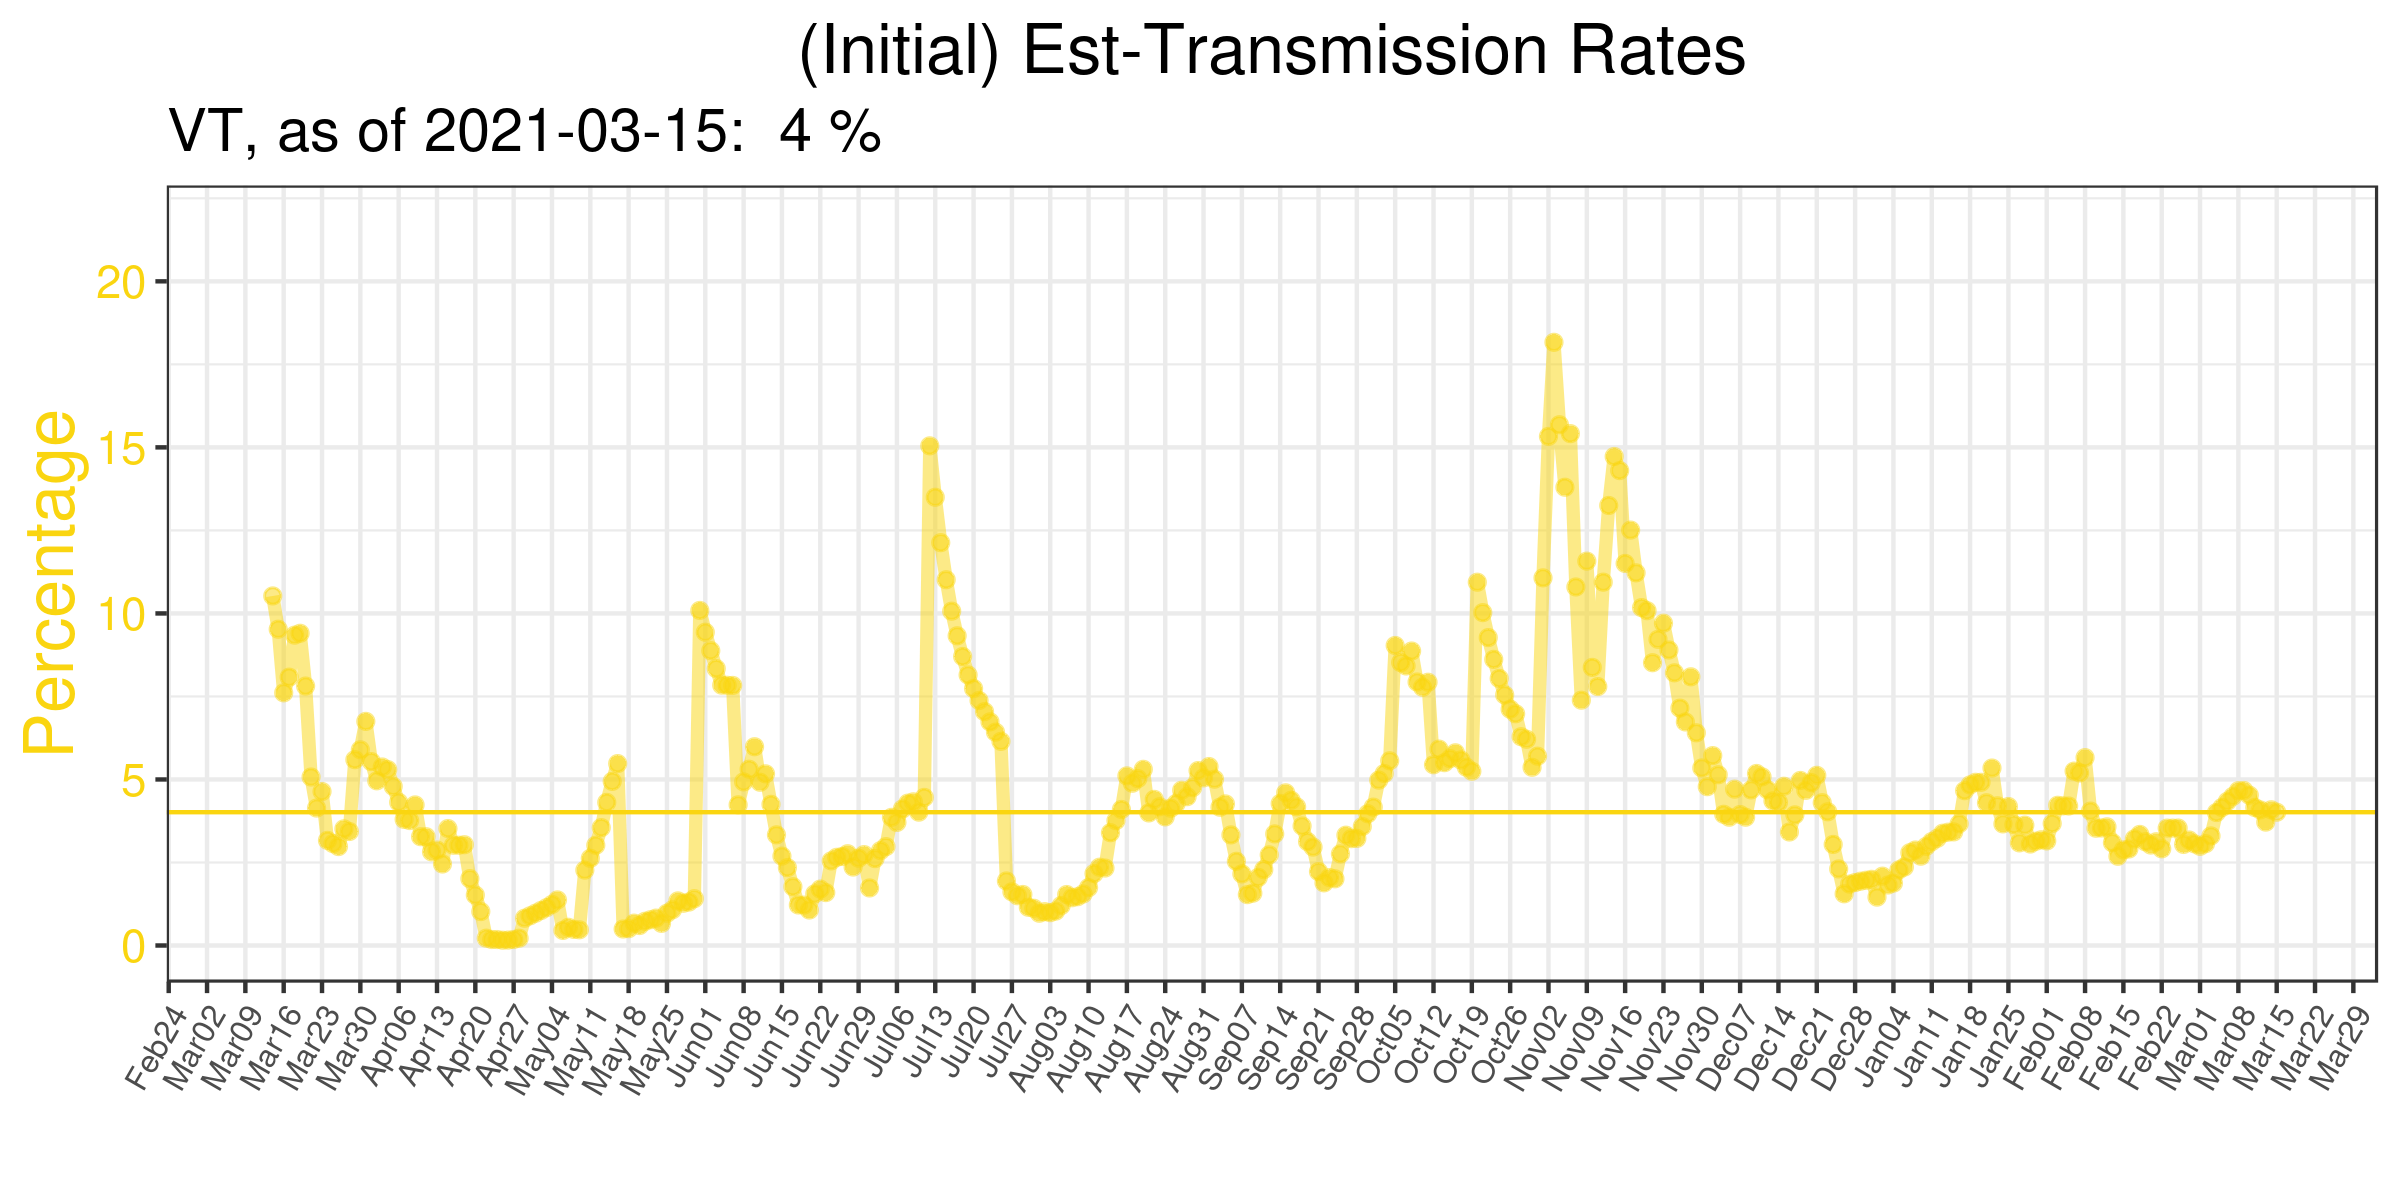 (Initial) Est-Transmission Rates
VT, as of 2021-03-15:  4 %
Percentage
20
15
10
5
0
Feb24
Mar02
Mar09
Mar16
Mar23
Mar30
Apr06
Apr13
Apr20
Apr27
May04
May11
May18
May25
Jun01
Jun08
Jun15
Jun22
Jun29
Jul06
Jul13
Jul20
Jul27
Aug03
Aug10
Aug17
Aug24
Aug31
Sep07
Sep14
Sep21
Sep28
Oct05
Oct12
Oct19
Oct26
Nov02
Nov09
Nov16
Nov23
Nov30
Dec07
Dec14
Dec21
Dec28
Jan04
Jan11
Jan18
Jan25
Feb01
Feb08
Feb15
Feb22
Mar01
Mar08
Mar15
Mar22
Mar29